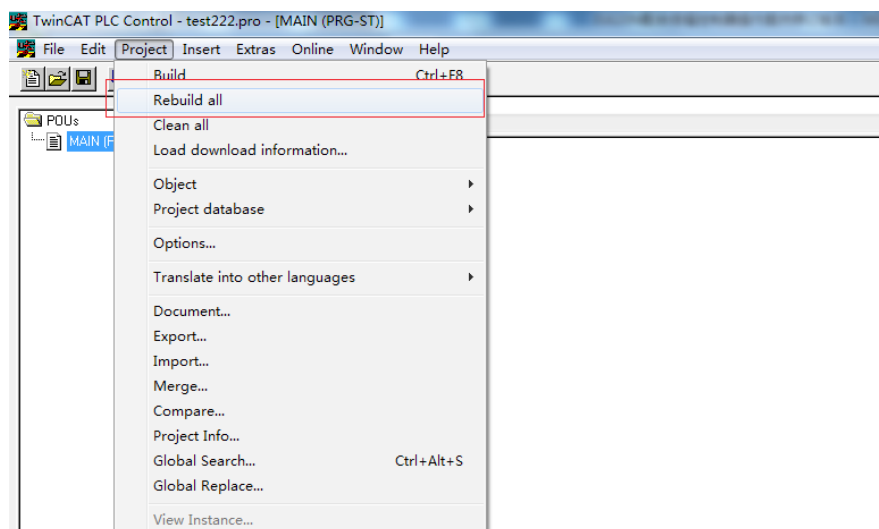 TwinCAT PLC Control - test222.pro - [MAIN (PRG-ST)]
File Edit Project Insert Extras Online Window Help
Build Ctrl+F8
Rebuild all
POUs
Clean all
MAIN (
Load download information...
Object
Project database
Options...
Translate into other languages
Document...
Export...
Import...
Merge...
Compare...
Project Info...
Global Search... Ctrl+Alt+S
Global Replace...
View Instance...